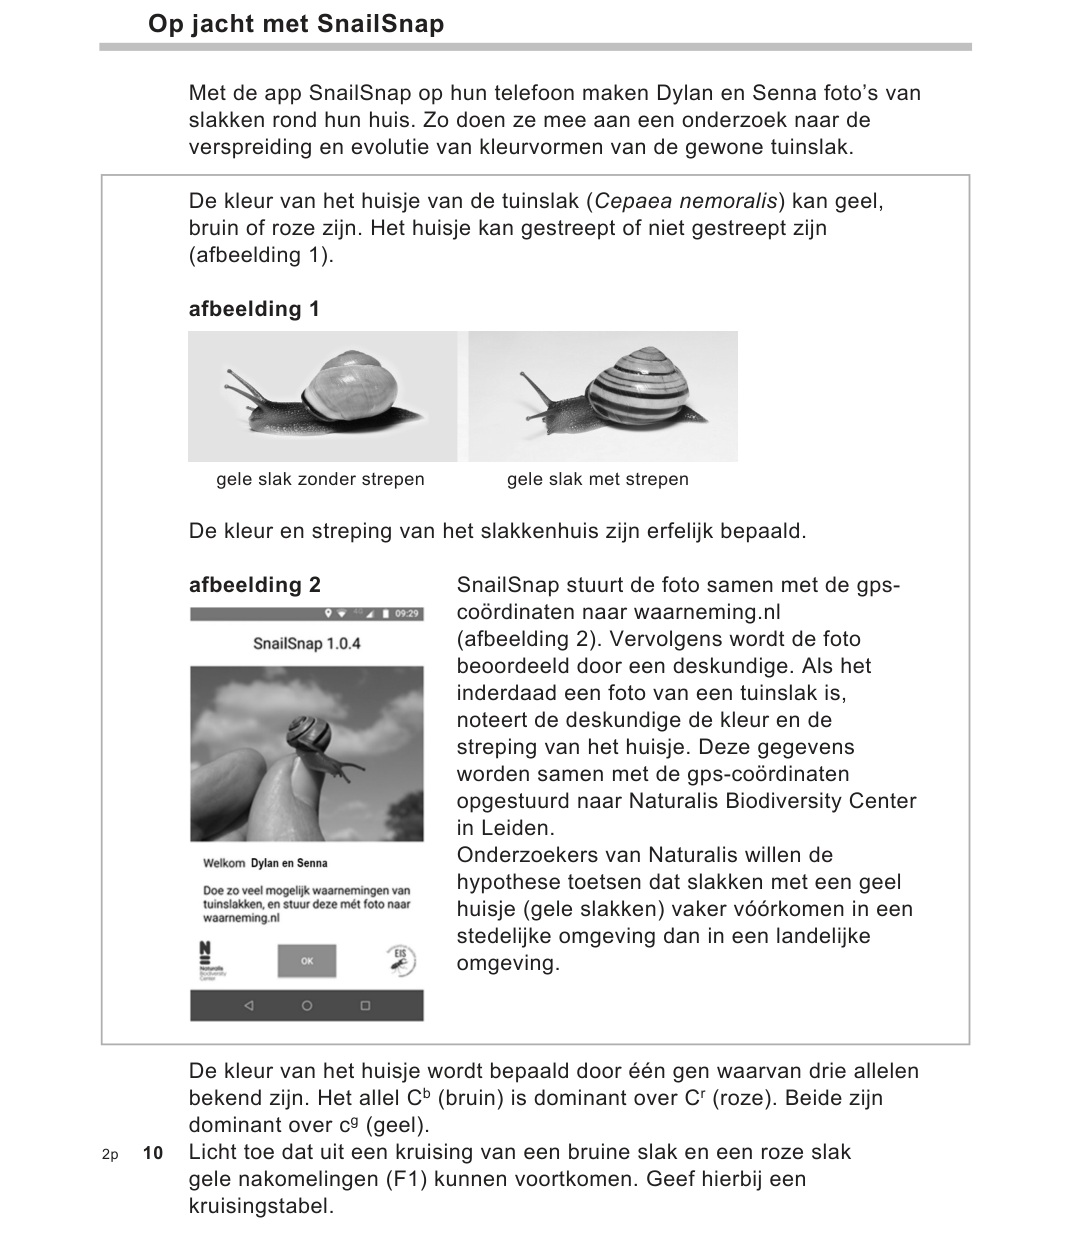 Op jacht met SnailSnap
Met de app SnailSnap op hun telefoon maken Dylan en Senna foto’s van
slakken rond hun huis. Zo doen ze mee aan een onderzoek naar de
verspreiding en evolutie van kleurvormen van de gewone tuinslak.
De kleur van het huisje van de tuinslak (Cepaea nemoralis) kan geel,
bruin of roze zijn. Het huisje kan gestreept of niet gestreept zijn
(afbeelding 1).
afbeelding 1
gele slak zonder strepen
gele slak met strepen
De kleur en streping van het slakkenhuis zijn erfelijk bepaald.
afbeelding 2
4G 09:29
SnailSnap 1.0.4
Welkom Dylan en Senna
Doe zo veel mogelijk waarnemingen van
tuinslakken, en stuur deze mét foto naar
waarneming.nl
N
Naturalis
Biodiversity
Center
OK
EIS
SnailSnap stuurt de foto samen met de gps-
coördinaten naar waarneming.nl
(afbeelding 2). Vervolgens wordt de foto
beoordeeld door een deskundige. Als het
inderdaad een foto van een tuinslak is,
noteert de deskundige de kleur en de
streping van het huisje. Deze gegevens
worden samen met de gps-coördinaten
opgestuurd naar Naturalis Biodiversity Center
in Leiden.
Onderzoekers van Naturalis willen de
hypothese toetsen dat slakken met een geel
huisje (gele slakken) vaker vóórkomen in een
stedelijke omgeving dan in een landelijke
omgeving.
De kleur van het huisje wordt bepaald door één gen waarvan drie allelen
bekend zijn. Het allel Cᵇ (bruin) is dominant over Cʳ (roze). Beide zijn
dominant over cᵍ (geel).
2p 10 Licht toe dat uit een kruising van een bruine slak en een roze slak
gele nakomelingen (F1) kunnen voortkomen. Geef hierbij een
kruisingstabel.